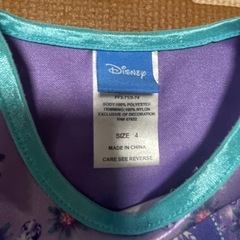 Disney
BODY:100% POLYESTER
TRIMMING:100% NYLON
EXCLUSIVE OF DECORATION
SIZE 4
MADE IN CHINA
CARE SEE REVERSE